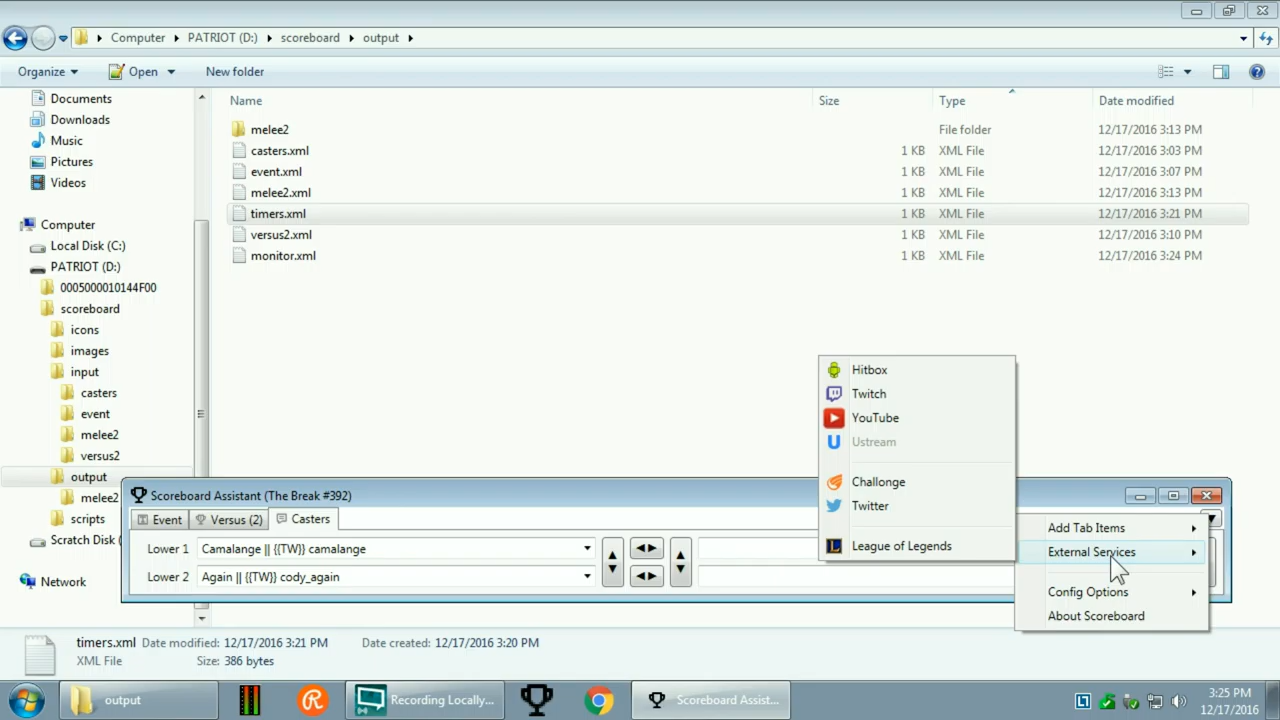 Computer PATRIOT (D:) scoreboard output
Organize Open New folder
Name Size Type Date modified
Documents
Downloads
Music
Pictures
Videos
Computer
Local Disk (C:)
PATRIOT (D:)
0005000010144F00
scoreboard
icons
images
input
casters
event
melee2
versus2
output
melee2
scripts
Scratch Disk
Network
melee2 File folder 12/17/2016 3:13 PM
casters.xml 1 KB XML File 12/17/2016 3:03 PM
event.xml 1 KB XML File 12/17/2016 3:07 PM
melee2.xml 1 KB XML File 12/17/2016 3:13 PM
timers.xml 1 KB XML File 12/17/2016 3:21 PM
versus2.xml 1 KB XML File 12/17/2016 3:10 PM
monitor.xml 1 KB XML File 12/17/2016 3:24 PM
Hitbox
Twitch
YouTube
Ustream
Challonge
Twitter
League of Legends
Scoreboard Assistant (The Break #392)
Event Versus (2) Casters
Lower 1 Camalange || {{TW}} camalange
Lower 2 Again || {{TW}} cody_again
Add Tab Items
External Services
Config Options
About Scoreboard
timers.xml Date modified: 12/17/2016 3:21 PM Date created: 12/17/2016 3:20 PM
XML File Size: 386 bytes
output Recording Locally... Scoreboard Assist...
3:25 PM
12/17/2016